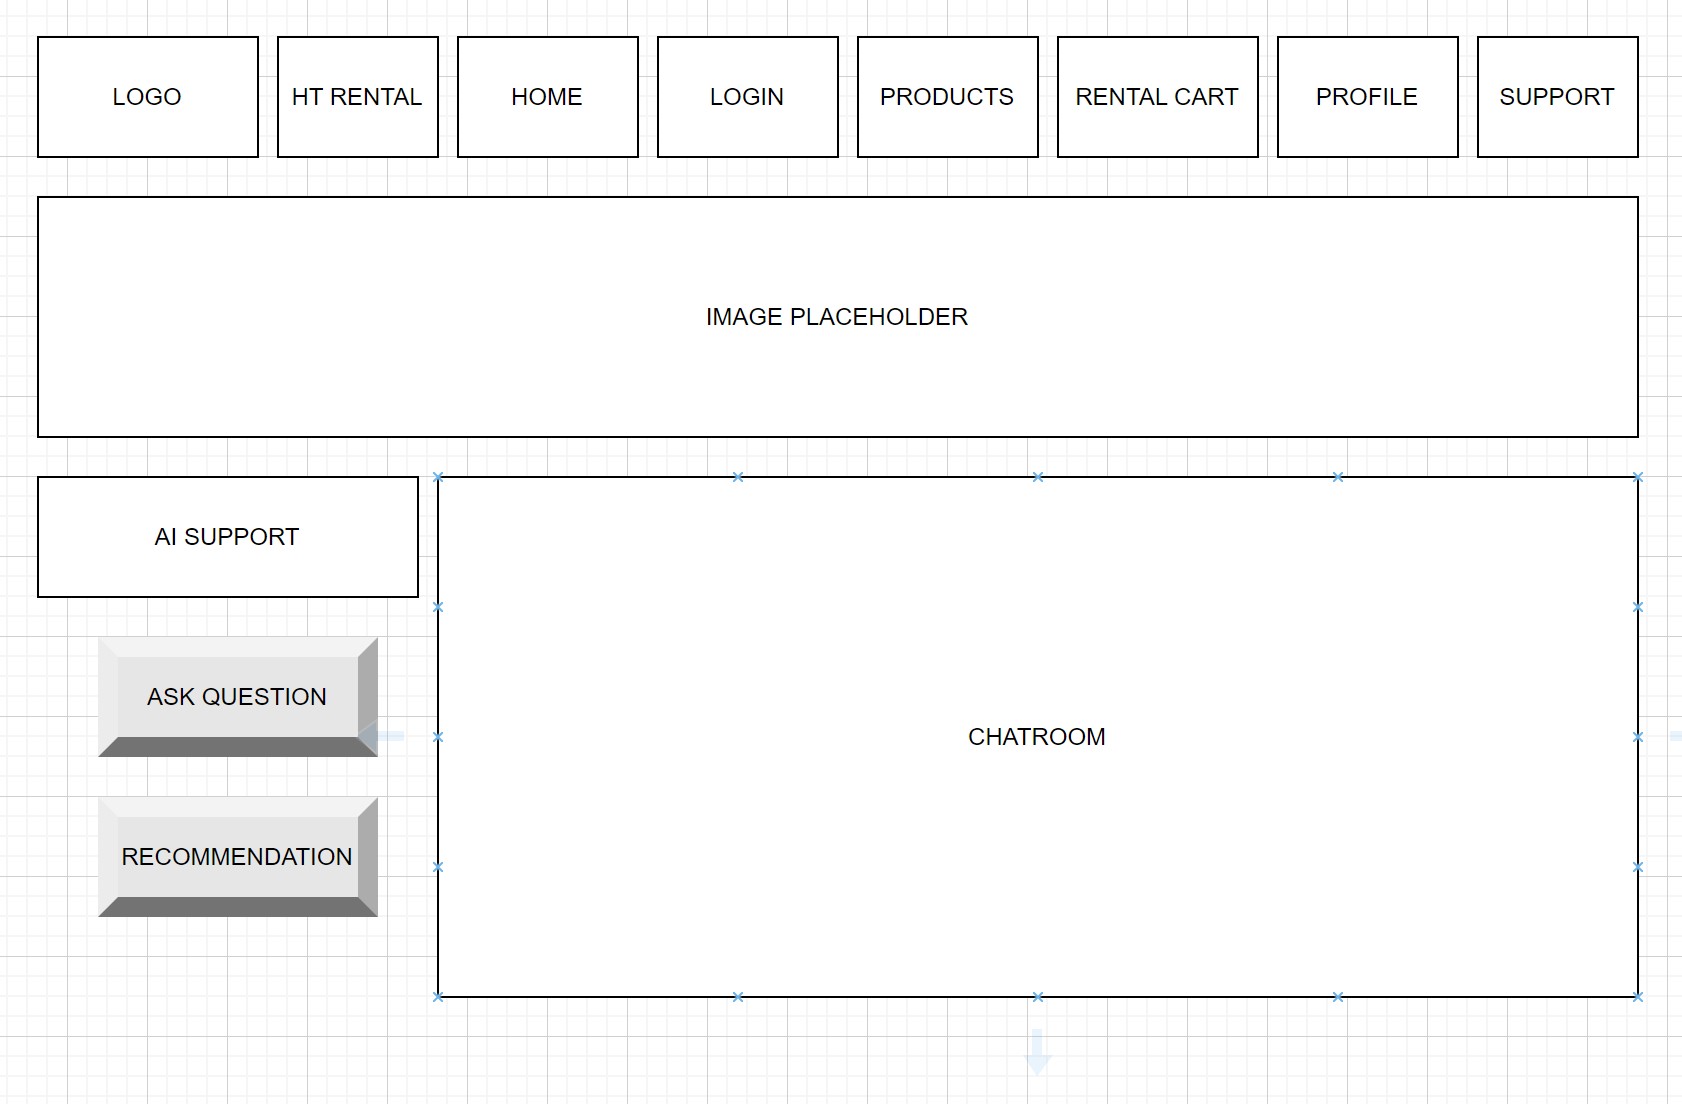 LOGO
HT RENTAL
HOME
LOGIN
PRODUCTS
RENTAL CART
PROFILE
SUPPORT
IMAGE PLACEHOLDER
AI SUPPORT
ASK QUESTION
RECOMMENDATION
CHATROOM